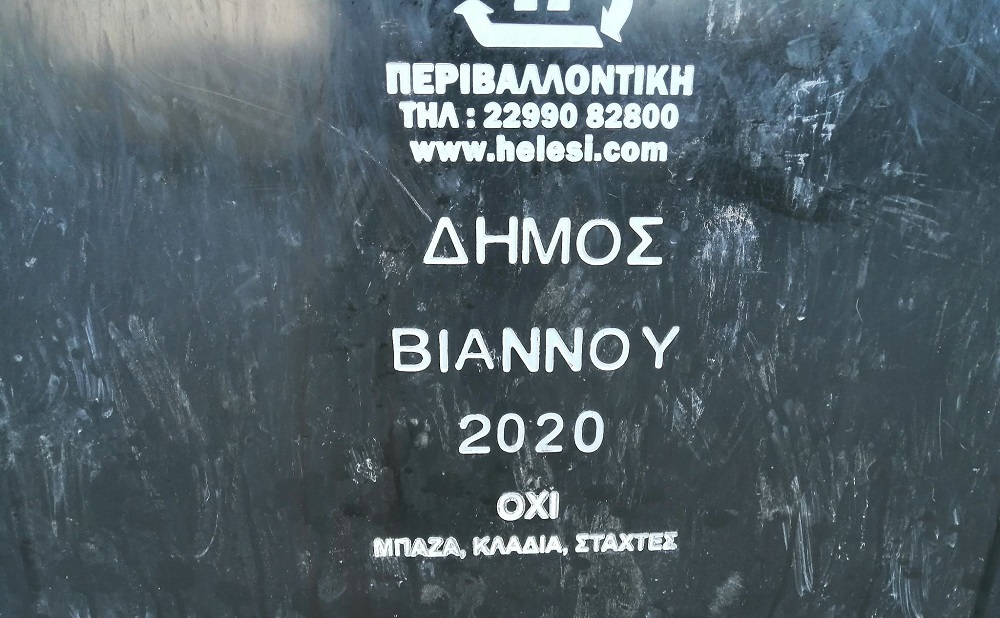 ΠΕΡΙΒΑΛΛΟΝΤΙΚΗ
ΤΗΛ : 22990 82800
www.helesi.com
ΔΗΜΟΣ
ΒΙΑΝΝΟΥ
2020
ΟΧΙ
ΜΠΑΖΑ, ΚΛΑΔΙΑ, ΣΤΑΧΤΕΣ